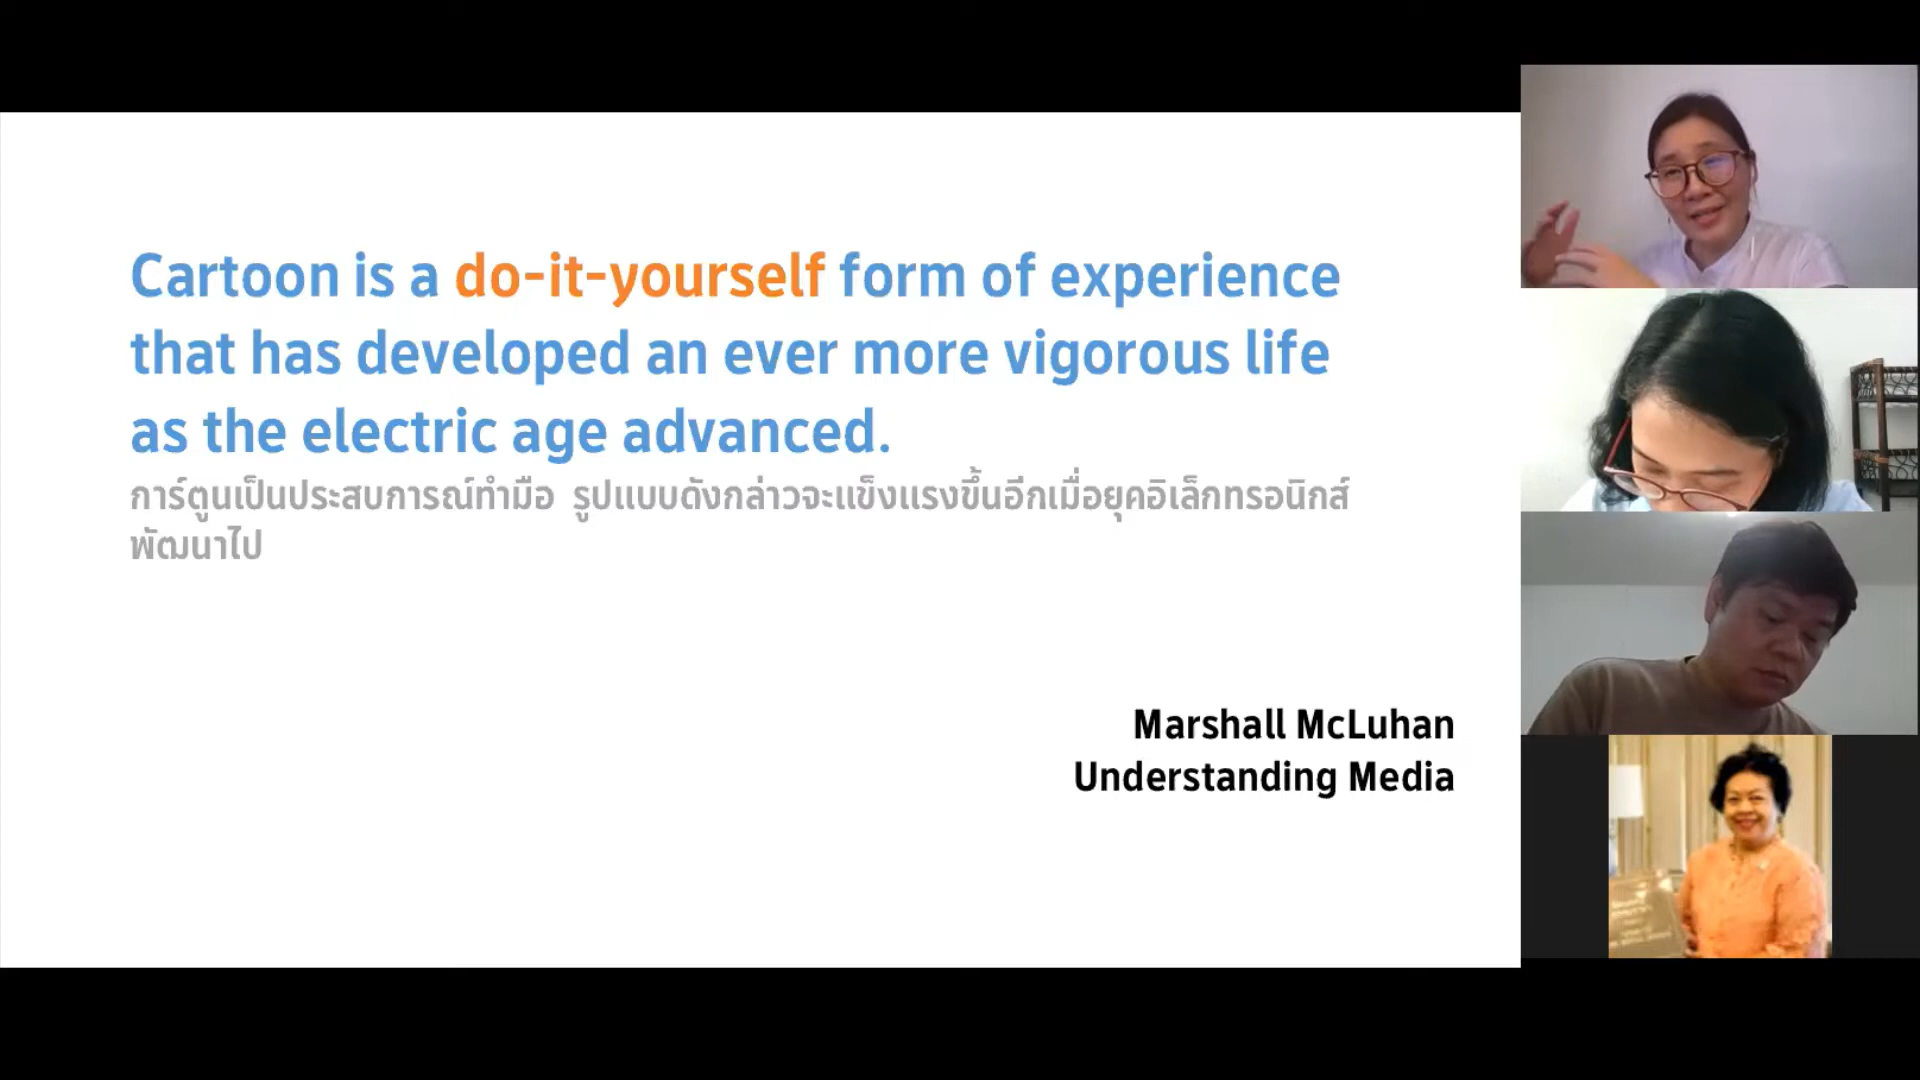 Cartoon is a do-it-yourself form of experience
that has developed an ever more vigorous life
as the electric age advanced.
การ์ตูนเป็นประสบการณ์ทำมือ รูปแบบดังกล่าวจะแข็งแรงขึ้นอีกเมื่อยุคอิเล็กทรอนิกส์
พัฒนาไป
Marshall McLuhan
Understanding Media